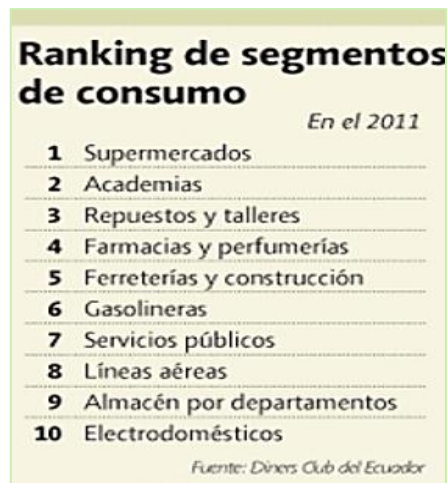 Ranking de segmentos
de consumo
En el 2011
1 Supermercados
2 Academias
3 Repuestos y talleres
4 Farmacias y perfumerías
5 Ferreterías y construcción
6 Gasolineras
7 Servicios públicos
8 Líneas aéreas
9 Almacén por departamentos
10 Electrodomésticos
Fuente: Diners Club del Ecuador